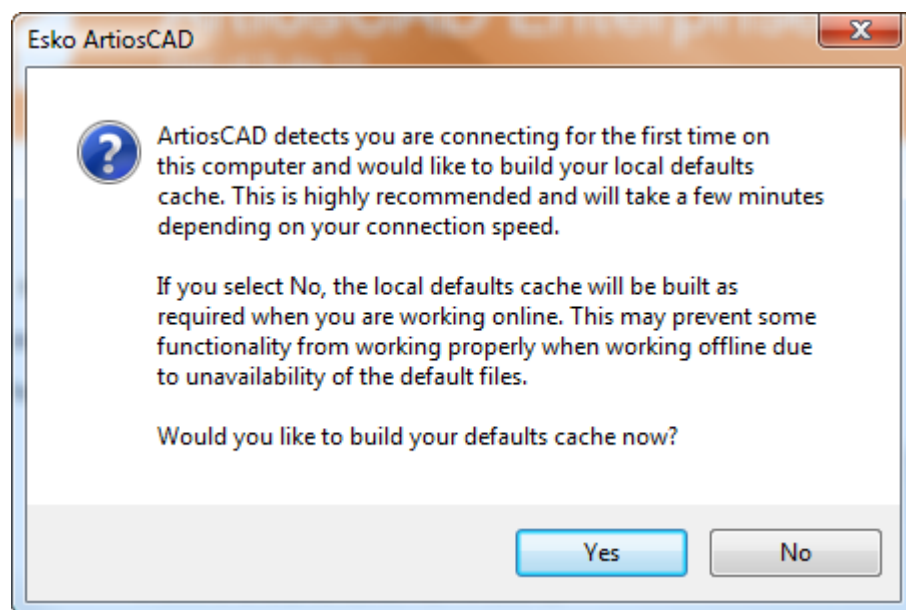 Esko ArtiosCAD
ArtiosCAD detects you are connecting for the first time on
this computer and would like to build your local defaults
cache. This is highly recommended and will take a few minutes
depending on your connection speed.
If you select No, the local defaults cache will be built as
required when you are working online. This may prevent some
functionality from working properly when working offline due
to unavailability of the default files.
Would you like to build your defaults cache now?
Yes
No